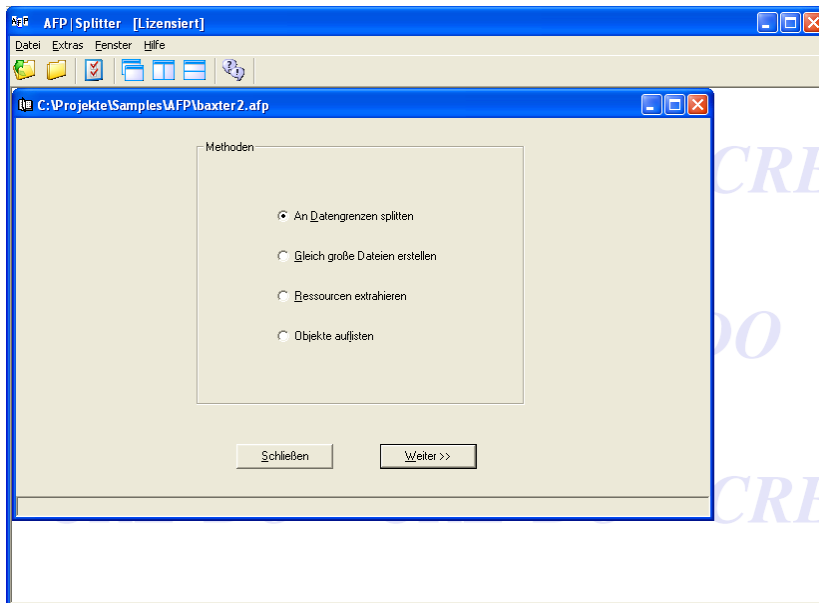 AFP AFP|Splitter [Lizensiert]
Datei Extras Fenster Hilfe
C:\Projekte\Samples\AFP\baxter2.afp
Methoden
An Datengrenzen splitten
Gleich große Dateien erstellen
Ressourcen extrahieren
Objekte auflisten
Schließen Weiter >>